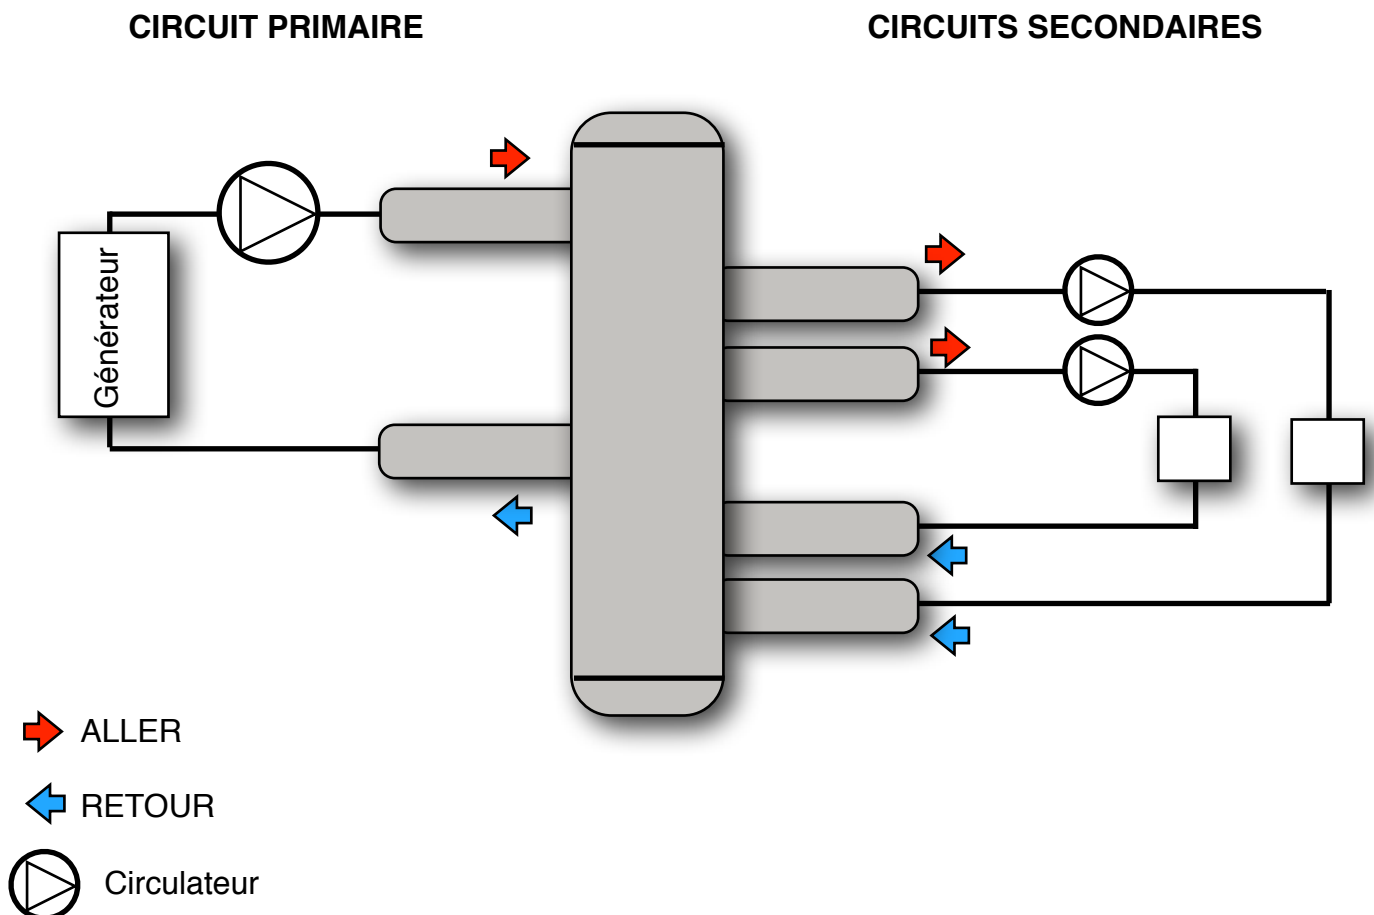 CIRCUIT PRIMAIRE
CIRCUITS SECONDAIRES
Générateur
ALLER
RETOUR
Circulateur